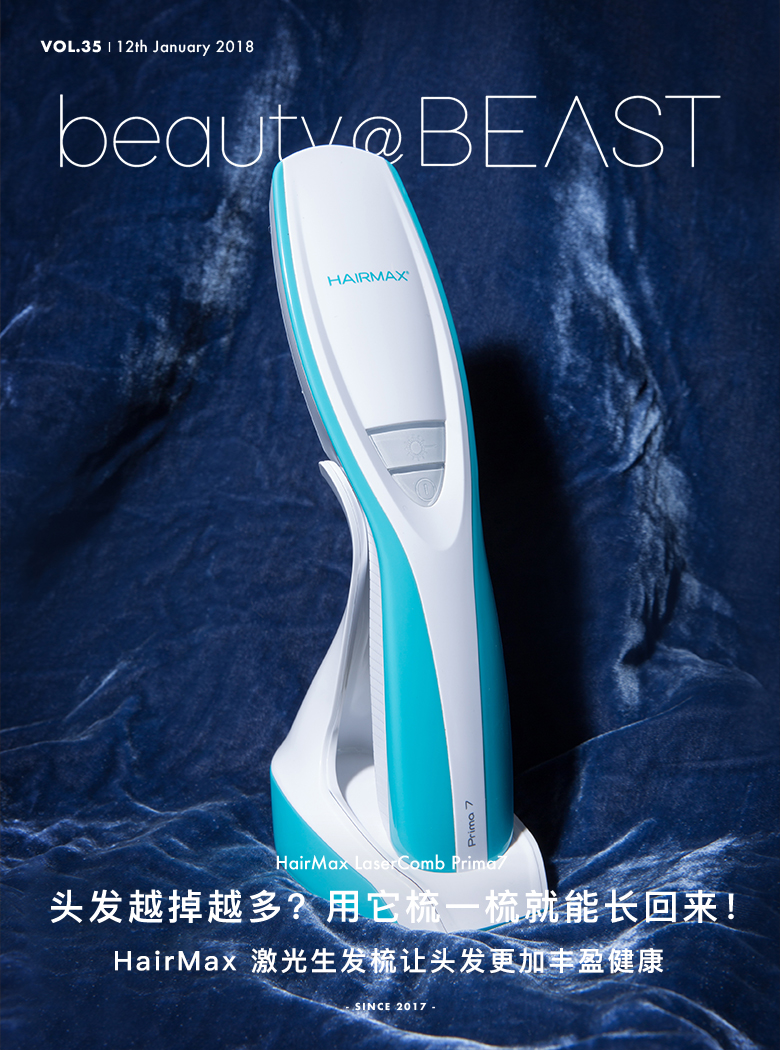 VOL.35 | 12th January 2018
beauty@BEAST
HAIRMAX®
Prima 7
HairMax LaserComb Prima7
头发越掉越多？用它梳一梳就能长回来！
HairMax 激光生发梳让头发更加丰盈健康
- SINCE 2017 -